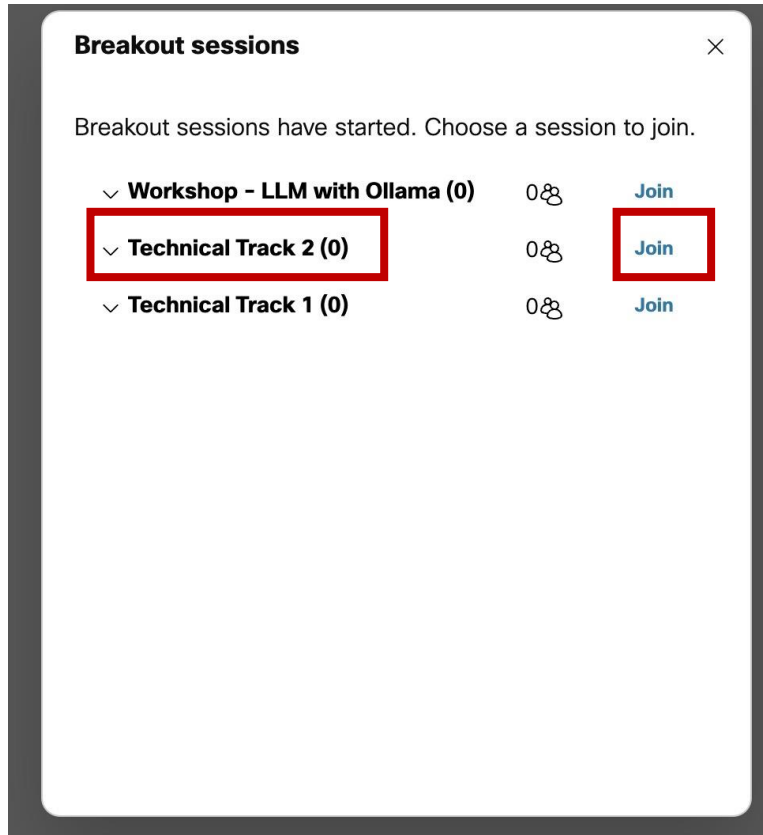 Breakout sessions
Breakout sessions have started. Choose a session to join.
Workshop - LLM with Ollama (0) 0 Join
Technical Track 2 (0) 0 Join
Technical Track 1 (0) 0 Join